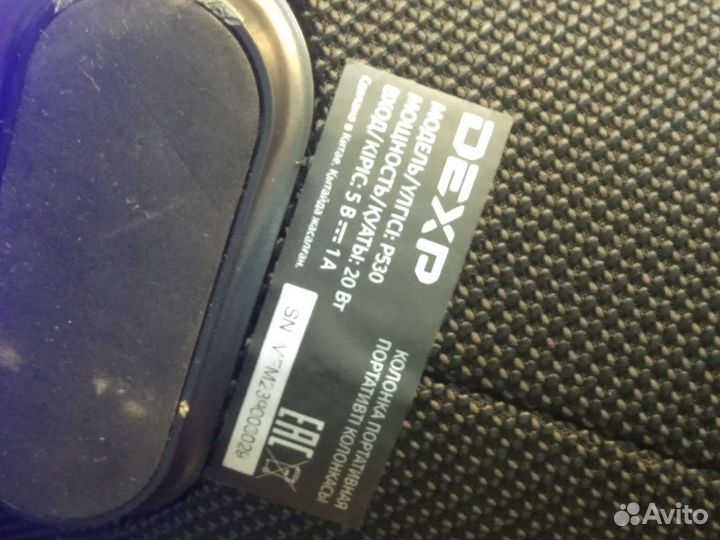 DEXP
КОЛОНКА ПОРТАТИВНАЯ
ПОРТАТИВТІ КОЛОНКАСЫ
МОДЕЛЬ/ҮЛГІСІ: P530
МОЩНОСТЬ/ҚУАТЫ: 20 Вт
ВХОД/КІРІС: 5 В 1 А
Сделано в Китае. Қытайда жасалған.
SN VFM239003029
EAC
Avito